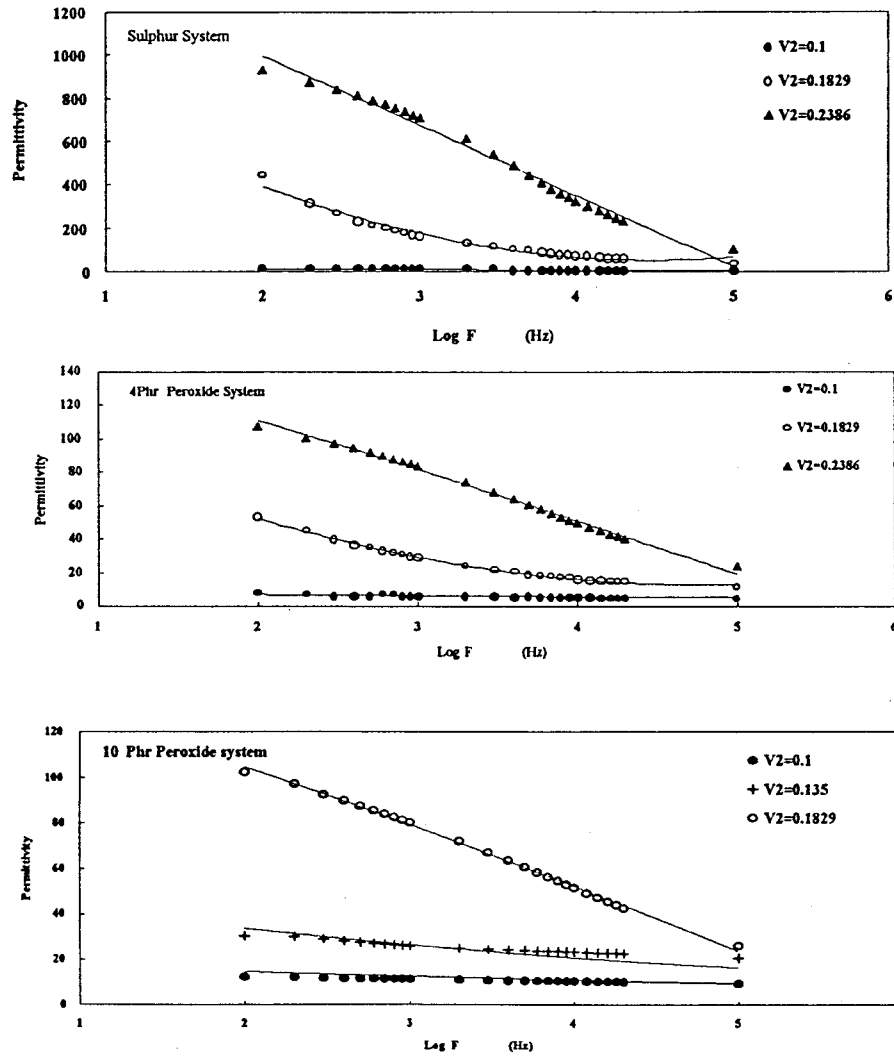 1200
1000
800
600
400
200
0
Permittivity
Sulphur System
V2=0.1
V2=0.1829
V2=0.2386
1 2 3 4 5 6
Log F (Hz)
140
120
100
80
60
40
20
0
Permittivity
4Phr Peroxide System
V2=0.1
V2=0.1829
V2=0.2386
1 2 3 4 5 6
Log F (Hz)
120
100
80
60
40
20
0
Permittivity
10 Phr Peroxide system
V2=0.1
V2=0.135
V2=0.1829
1 2 3 4 5 6
Log F (Hz)